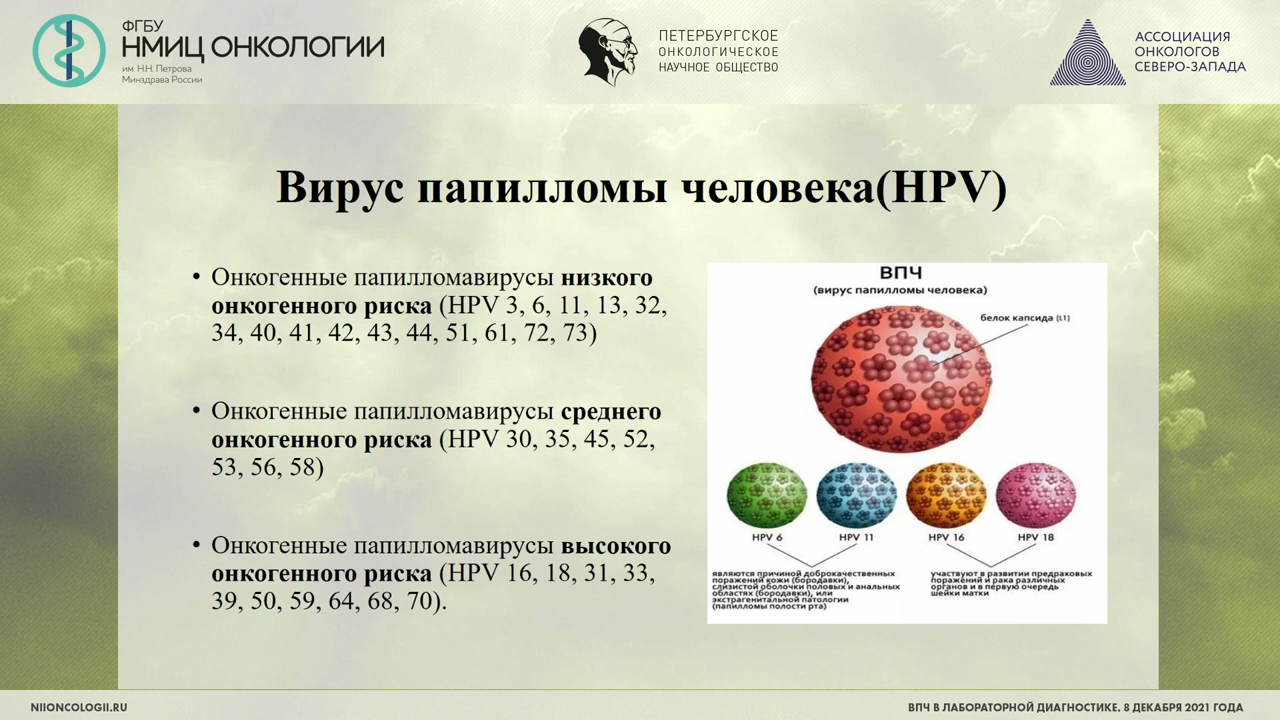 ФГБУ
НМИЦ ОНКОЛОГИИ
им. Н.Н. Петрова
Минздрава России
ПЕТЕРБУРГСКОЕ
ОНКОЛОГИЧЕСКОЕ
НАУЧНОЕ ОБЩЕСТВО
АССОЦИАЦИЯ
ОНКОЛОГОВ
СЕВЕРО-ЗАПАДА
Вирус папилломы человека(HPV)
• Онкогенные папилломавирусы низкого
онкогенного риска (HPV 3, 6, 11, 13, 32,
34, 40, 41, 42, 43, 44, 51, 61, 72, 73)
• Онкогенные папилломавирусы среднего
онкогенного риска (HPV 30, 35, 45, 52,
53, 56, 58)
• Онкогенные папилломавирусы высокого
онкогенного риска (HPV 16, 18, 31, 33,
39, 50, 59, 64, 68, 70).
ВПЧ
(вирус папилломы человека)
белок капсида (L1)
HPV 6
HPV 11
HPV 16
HPV 18
являются причиной доброкачественных
поражений кожи (бородавки),
слизистой оболочки половых и анальных
областях (бородавки), или
экстрагенитальной патологии
(папилломы полости рта)
участвуют в развитии предраковых
поражений и рака различных
органов и в первую очередь
шейки матки
NIIONCOLOGII.RU
ВПЧ В ЛАБОРАТОРНОЙ ДИАГНОСТИКЕ. 8 ДЕКАБРЯ 2021 ГОДА